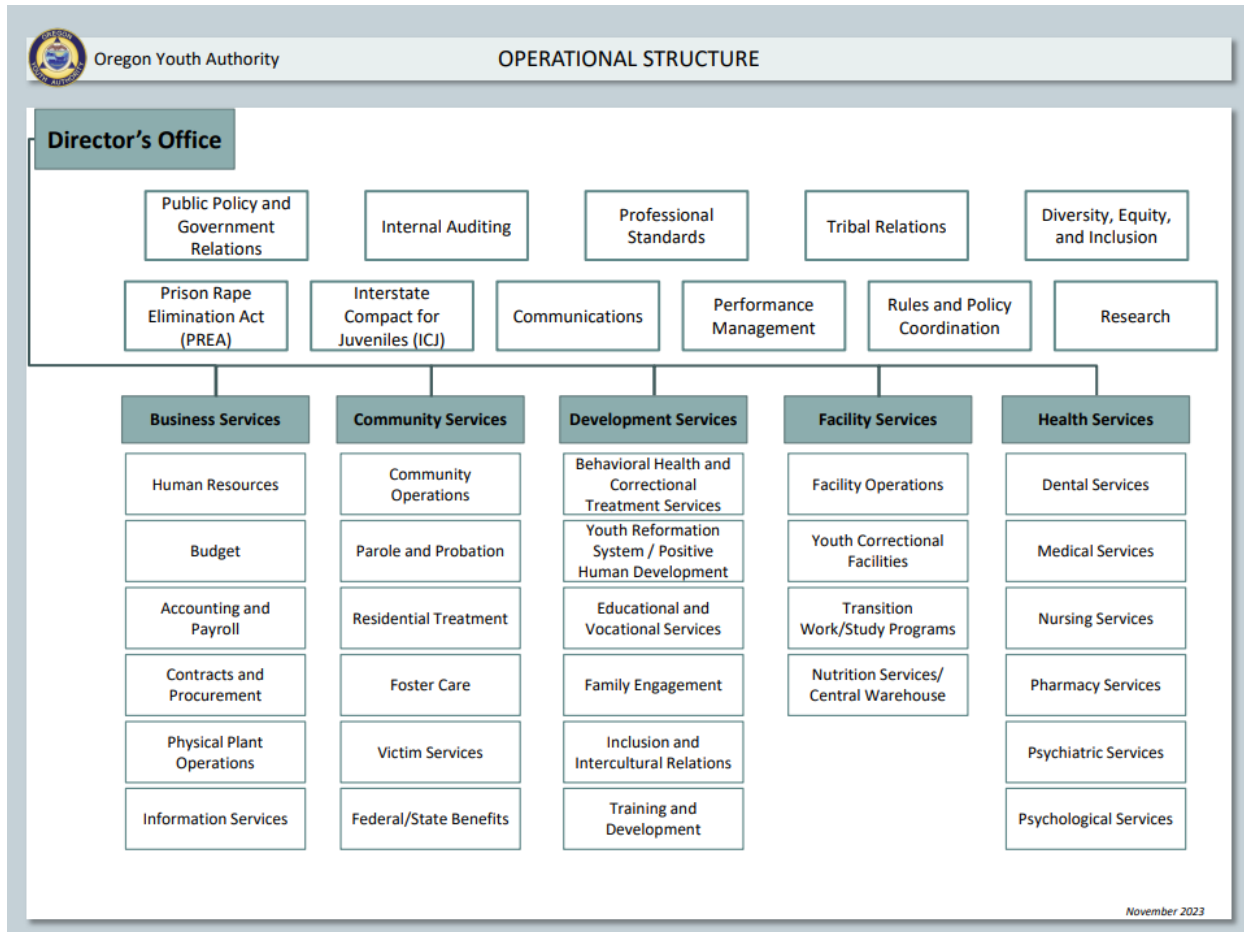 OREGON
YOUTH AUTHORITY
Oregon Youth Authority
OPERATIONAL STRUCTURE
Director's Office
Public Policy and
Government
Relations
Internal Auditing
Professional
Standards
Tribal Relations
Diversity, Equity,
and Inclusion
Prison Rape
Elimination Act
(PREA)
Interstate
Compact for
Juveniles (ICJ)
Communications
Performance
Management
Rules and Policy
Coordination
Research
Business Services
Community Services
Development Services
Facility Services
Health Services
Human Resources
Budget
Accounting and
Payroll
Contracts and
Procurement
Physical Plant
Operations
Information Services
Community
Operations
Parole and Probation
Residential Treatment
Foster Care
Victim Services
Federal/State Benefits
Behavioral Health and
Correctional
Treatment Services
Youth Reformation
System / Positive
Human Development
Educational and
Vocational Services
Family Engagement
Inclusion and
Intercultural Relations
Training and
Development
Facility Operations
Youth Correctional
Facilities
Transition
Work/Study Programs
Nutrition Services/
Central Warehouse
Dental Services
Medical Services
Nursing Services
Pharmacy Services
Psychiatric Services
Psychological Services
November 2023